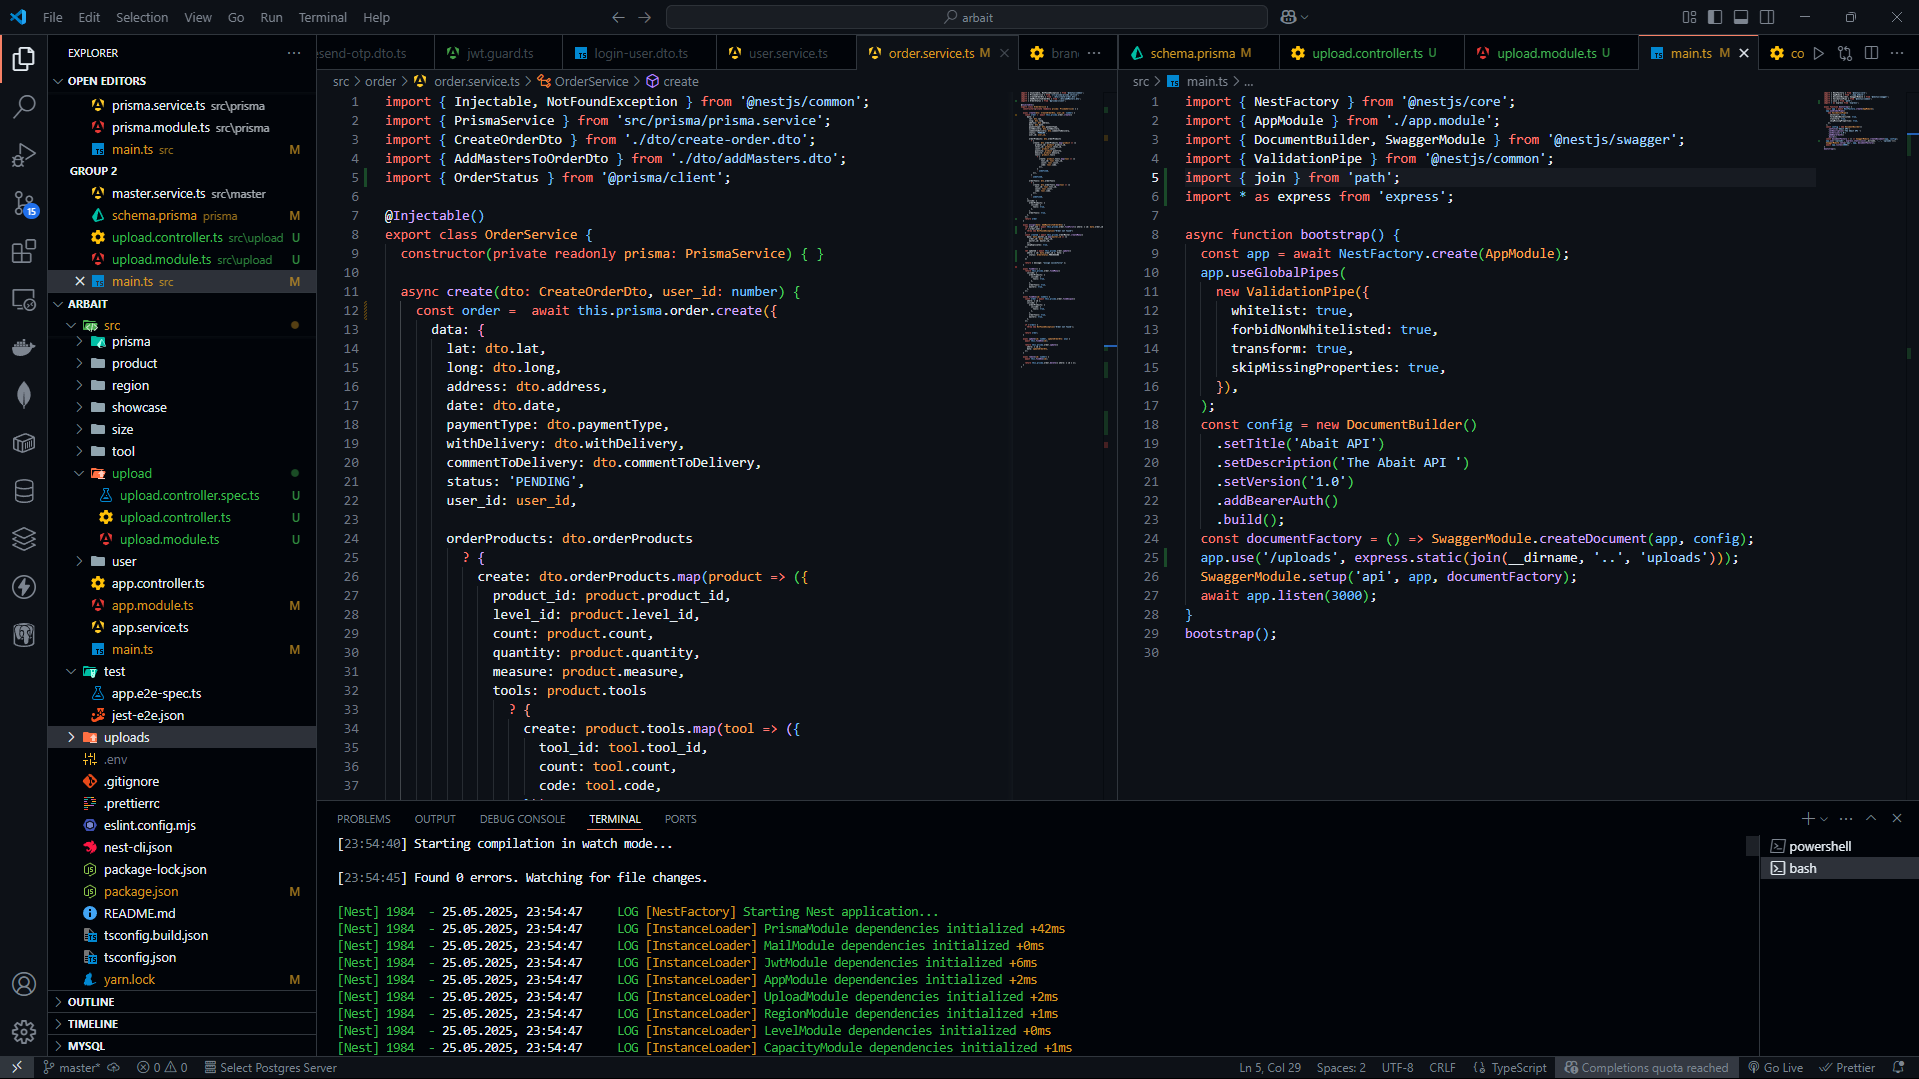 File Edit Selection View Go Run Terminal Help
arbait
EXPLORER
OPEN EDITORS
prisma.service.ts src\prisma
prisma.module.ts src\prisma
main.ts src M
GROUP 2
master.service.ts src\master
schema.prisma prisma M
upload.controller.ts src\upload U
upload.module.ts src\upload U
main.ts src M
ARBAIT
src
prisma
product
region
showcase
size
tool
upload
upload.controller.spec.ts U
upload.controller.ts U
upload.module.ts U
user
app.controller.ts
app.module.ts M
app.service.ts
main.ts M
test
app.e2e-spec.ts
jest-e2e.json
uploads
.env
.gitignore
.prettierrc
eslint.config.mjs
nest-cli.json
package-lock.json
package.json M
README.md
tsconfig.build.json
tsconfig.json
yarn.lock M
OUTLINE
TIMELINE
MYSQL
15
esend-otp.dto.ts jwt.guard.ts login-user.dto.ts user.service.ts order.service.ts M bran
src > order > order.service.ts > OrderService > create
1 import { Injectable, NotFoundException } from '@nestjs/common';
2 import { PrismaService } from 'src/prisma/prisma.service';
3 import { CreateOrderDto } from './dto/create-order.dto';
4 import { AddMastersToOrderDto } from './dto/addMasters.dto';
5 import { OrderStatus } from '@prisma/client';
6
7 @Injectable()
8 export class OrderService {
9 constructor(private readonly prisma: PrismaService) { }
10
11 async create(dto: CreateOrderDto, user_id: number) {
12 const order =  await this.prisma.order.create({
13 data: {
14 lat: dto.lat,
15 long: dto.long,
16 address: dto.address,
17 date: dto.date,
18 paymentType: dto.paymentType,
19 withDelivery: dto.withDelivery,
20 commentToDelivery: dto.commentToDelivery,
21 status: 'PENDING',
22 user_id: user_id,
23
24 orderProducts: dto.orderProducts
25 ? {
26 create: dto.orderProducts.map(product => ({
27 product_id: product.product_id,
28 level_id: product.level_id,
29 count: product.count,
30 quantity: product.quantity,
31 measure: product.measure,
32 tools: product.tools
33 ? {
34 create: product.tools.map(tool => ({
35 tool_id: tool.tool_id,
36 count: tool.count,
37 code: tool.code,
schema.prisma M upload.controller.ts U upload.module.ts U main.ts M co
src > main.ts > ...
1 import { NestFactory } from '@nestjs/core';
2 import { AppModule } from './app.module';
3 import { DocumentBuilder, SwaggerModule } from '@nestjs/swagger';
4 import { ValidationPipe } from '@nestjs/common';
5 import { join } from 'path';
6 import * as express from 'express';
7
8 async function bootstrap() {
9 const app = await NestFactory.create(AppModule);
10 app.useGlobalPipes(
11 new ValidationPipe({
12 whitelist: true,
13 forbidNonWhitelisted: true,
14 transform: true,
15 skipMissingProperties: true,
16 }),
17 );
18 const config = new DocumentBuilder()
19 .setTitle('Abait API')
20 .setDescription('The Abait API ')
21 .setVersion('1.0')
22 .addBearerAuth()
23 .build();
24 const documentFactory = () => SwaggerModule.createDocument(app, config);
25 app.use('/uploads', express.static(join(__dirname, '..', 'uploads')));
26 SwaggerModule.setup('api', app, documentFactory);
27 await app.listen(3000);
28 }
29 bootstrap();
30
PROBLEMS OUTPUT DEBUG CONSOLE TERMINAL PORTS
[23:54:40] Starting compilation in watch mode...
[23:54:45] Found 0 errors. Watching for file changes.
[Nest] 1984  - 25.05.2025, 23:54:47     LOG [NestFactory] Starting Nest application...
[Nest] 1984  - 25.05.2025, 23:54:47     LOG [InstanceLoader] PrismaModule dependencies initialized +42ms
[Nest] 1984  - 25.05.2025, 23:54:47     LOG [InstanceLoader] MailModule dependencies initialized +0ms
[Nest] 1984  - 25.05.2025, 23:54:47     LOG [InstanceLoader] JwtModule dependencies initialized +6ms
[Nest] 1984  - 25.05.2025, 23:54:47     LOG [InstanceLoader] AppModule dependencies initialized +2ms
[Nest] 1984  - 25.05.2025, 23:54:47     LOG [InstanceLoader] UploadModule dependencies initialized +2ms
[Nest] 1984  - 25.05.2025, 23:54:47     LOG [InstanceLoader] RegionModule dependencies initialized +1ms
[Nest] 1984  - 25.05.2025, 23:54:47     LOG [InstanceLoader] LevelModule dependencies initialized +0ms
[Nest] 1984  - 25.05.2025, 23:54:47     LOG [InstanceLoader] CapacityModule dependencies initialized +1ms
powershell
bash
master* 0 0 Select Postgres Server Ln 5, Col 29 Spaces: 2 UTF-8 CRLF {} TypeScript Completions quota reached Go Live Prettier